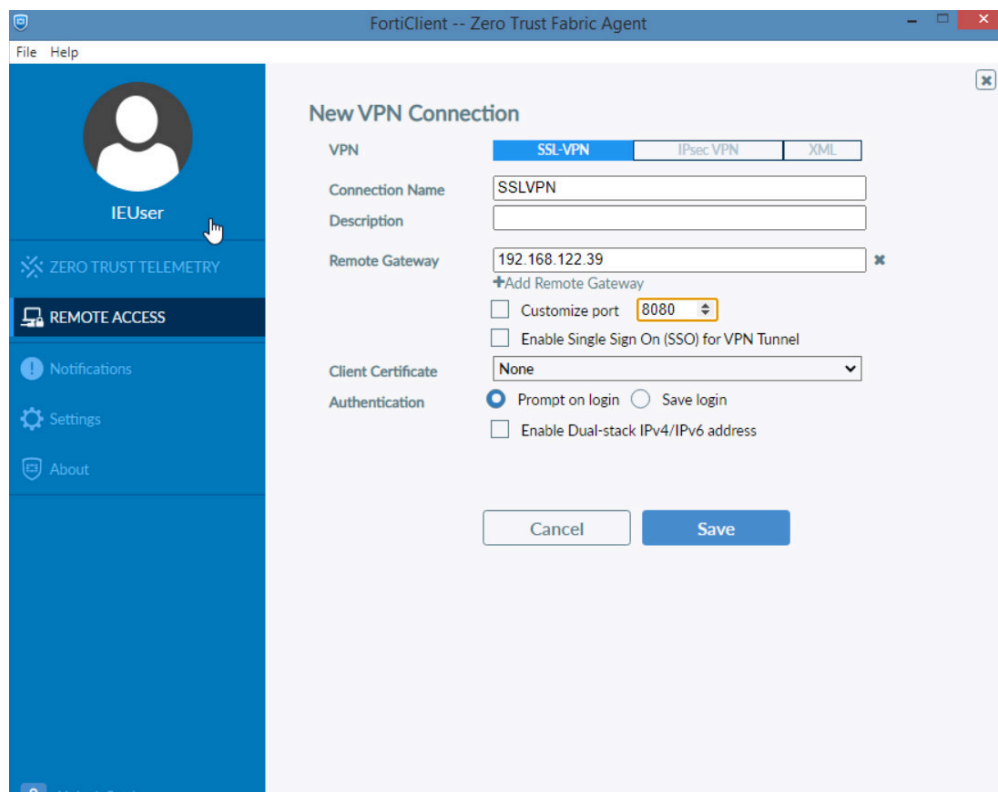 FortiClient -- Zero Trust Fabric Agent
File Help
IEUser
ZERO TRUST TELEMETRY
REMOTE ACCESS
Notifications
Settings
About
New VPN Connection
VPN SSL-VPN IPsec VPN XML
Connection Name SSLVPN
Description
Remote Gateway 192.168.122.39
+Add Remote Gateway
Customize port 8080
Enable Single Sign On (SSO) for VPN Tunnel
Client Certificate None
Authentication Prompt on login Save login
Enable Dual-stack IPv4/IPv6 address
Cancel Save